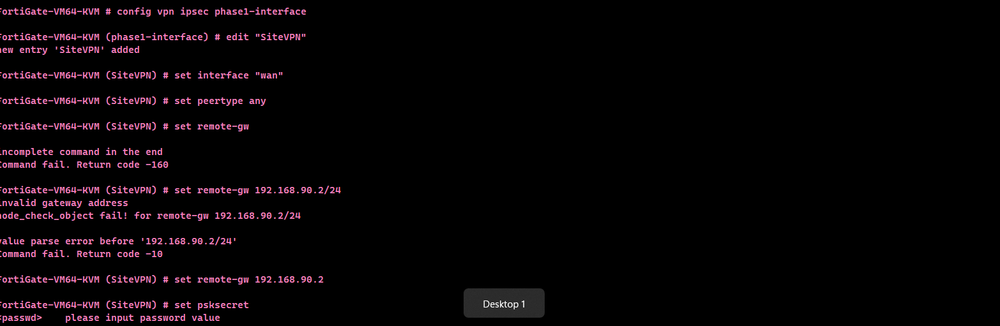 FortiGate-VM64-KVM # config vpn ipsec phase1-interface
FortiGate-VM64-KVM (phase1-interface) # edit "SiteVPN"
new entry 'SiteVPN' added
FortiGate-VM64-KVM (SiteVPN) # set interface "wan"
FortiGate-VM64-KVM (SiteVPN) # set peertype any
FortiGate-VM64-KVM (SiteVPN) # set remote-gw
incomplete command in the end
Command fail. Return code -160
FortiGate-VM64-KVM (SiteVPN) # set remote-gw 192.168.90.2/24
invalid gateway address
node_check_object fail! for remote-gw 192.168.90.2/24
value parse error before '192.168.90.2/24'
Command fail. Return code -10
FortiGate-VM64-KVM (SiteVPN) # set remote-gw 192.168.90.2
FortiGate-VM64-KVM (SiteVPN) # set psksecret
<passwd>    please input password value
Desktop 1